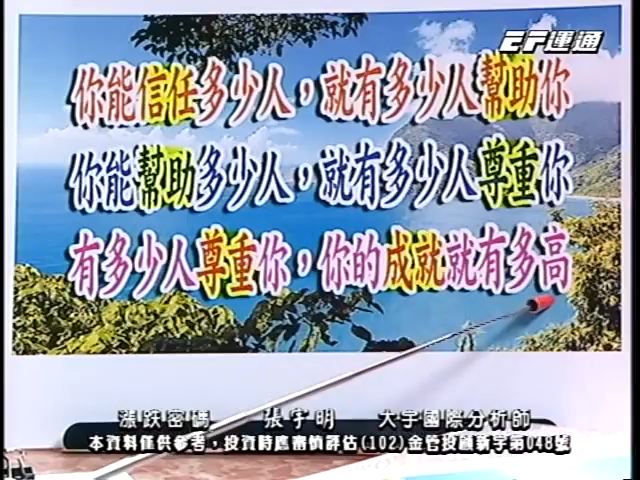 EF運通
你能信任多少人,就有多少人幫助你
你能幫助多少人,就有多少人尊重你
有多少人尊重你,你的成就就有多高
漲跌密碼 張宇明 大宇國際分析師
本資料僅供參考,投資時應審慎評估(102)金管投顧新字第048號